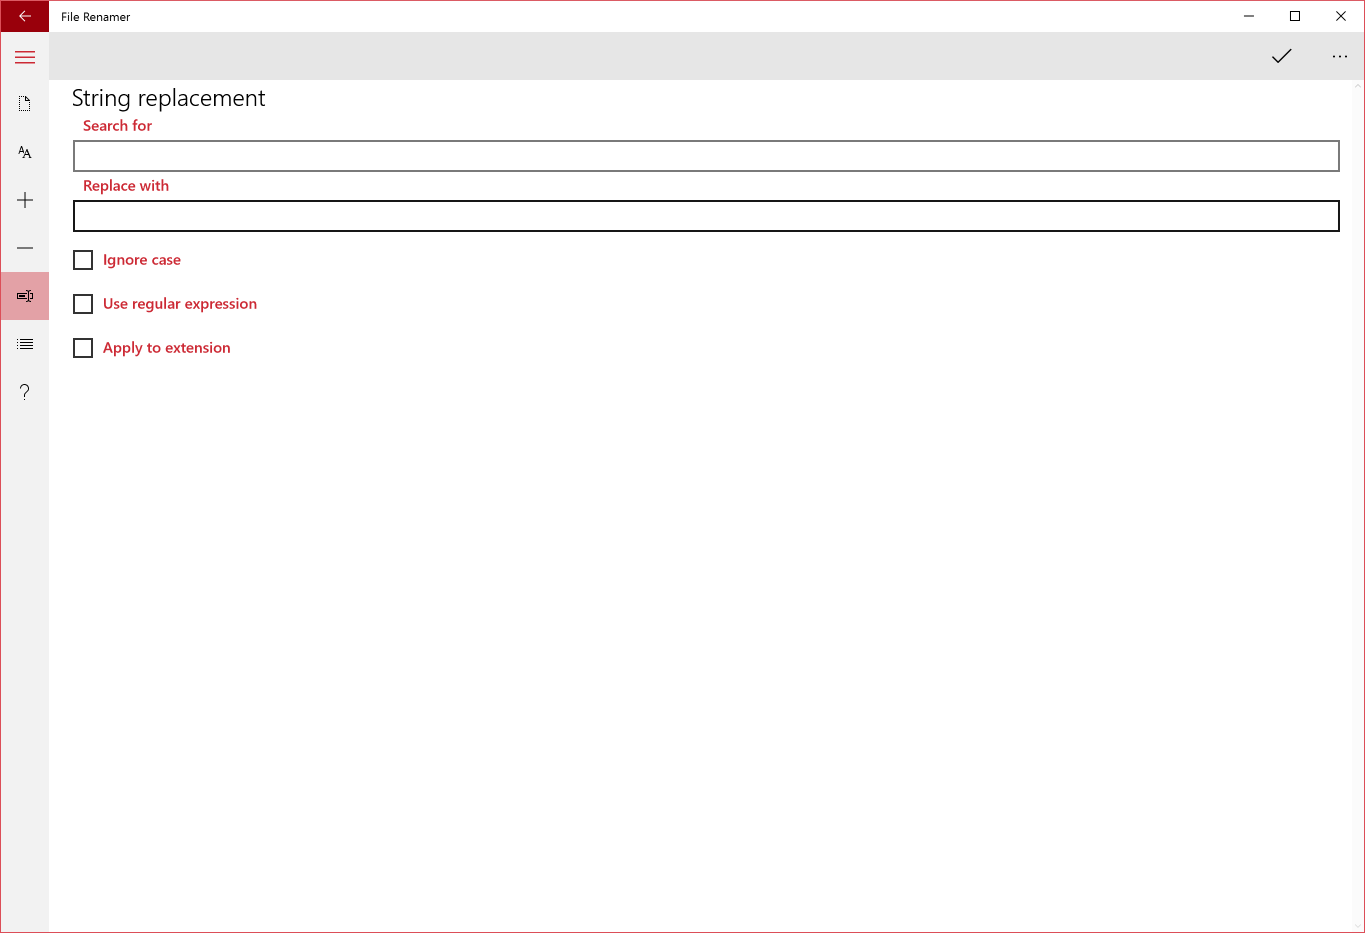 File Renamer
String replacement
Search for
Replace with
Ignore case
Use regular expression
Apply to extension